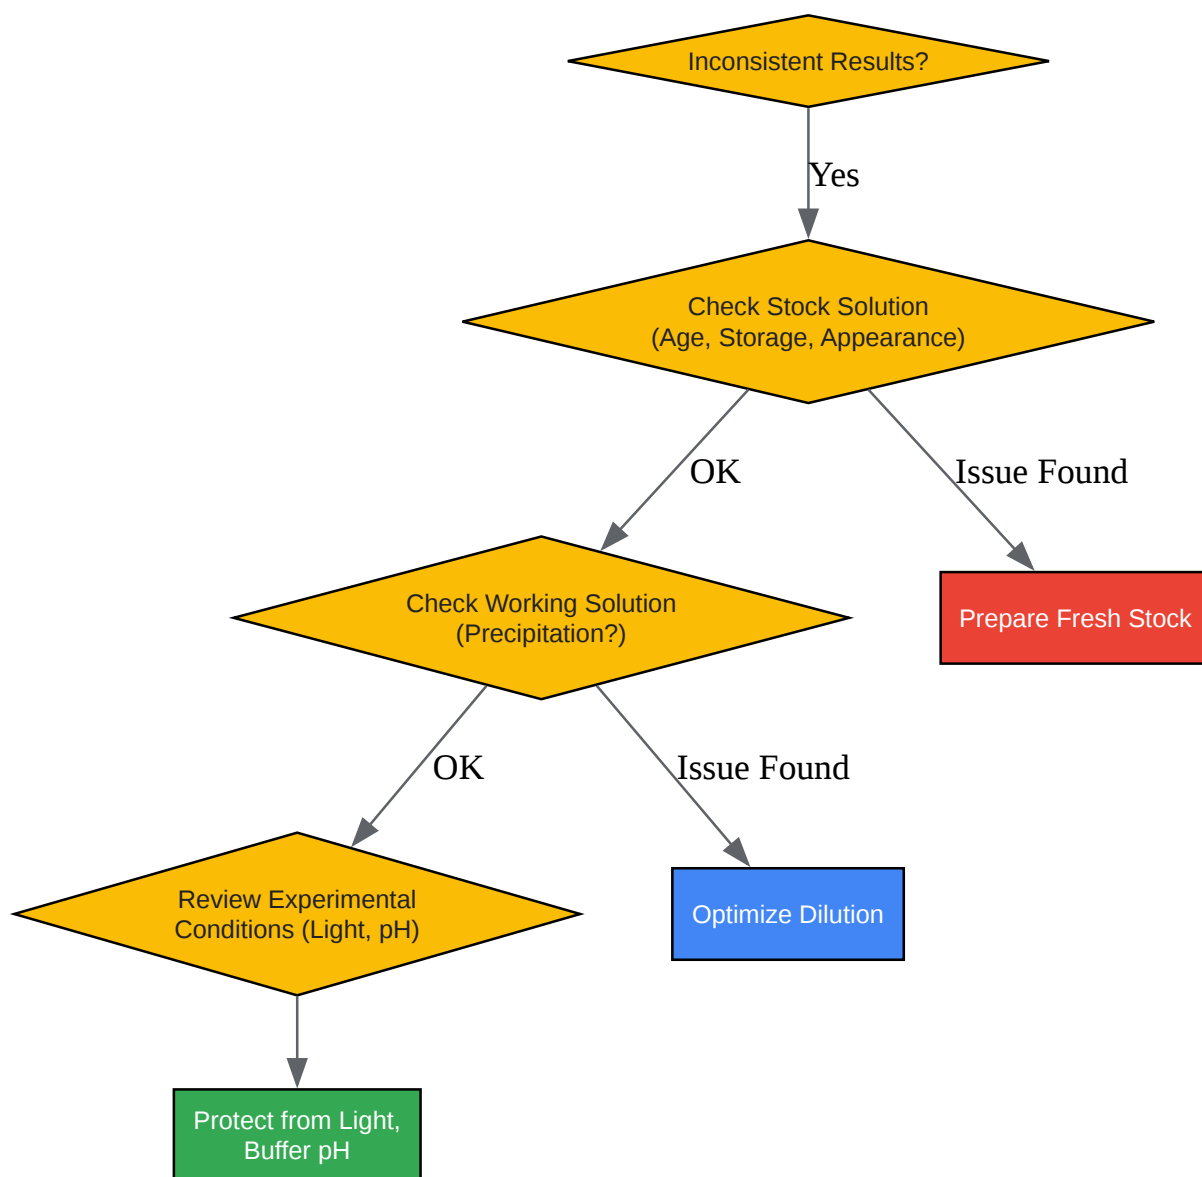 Inconsistent Results?
Yes
Check Stock Solution
(Age, Storage, Appearance)
OK
Issue Found
Check Working Solution
(Precipitation?)
Prepare Fresh Stock
OK
Issue Found
Review Experimental
Conditions (Light, pH)
Optimize Dilution
Protect from Light,
Buffer pH